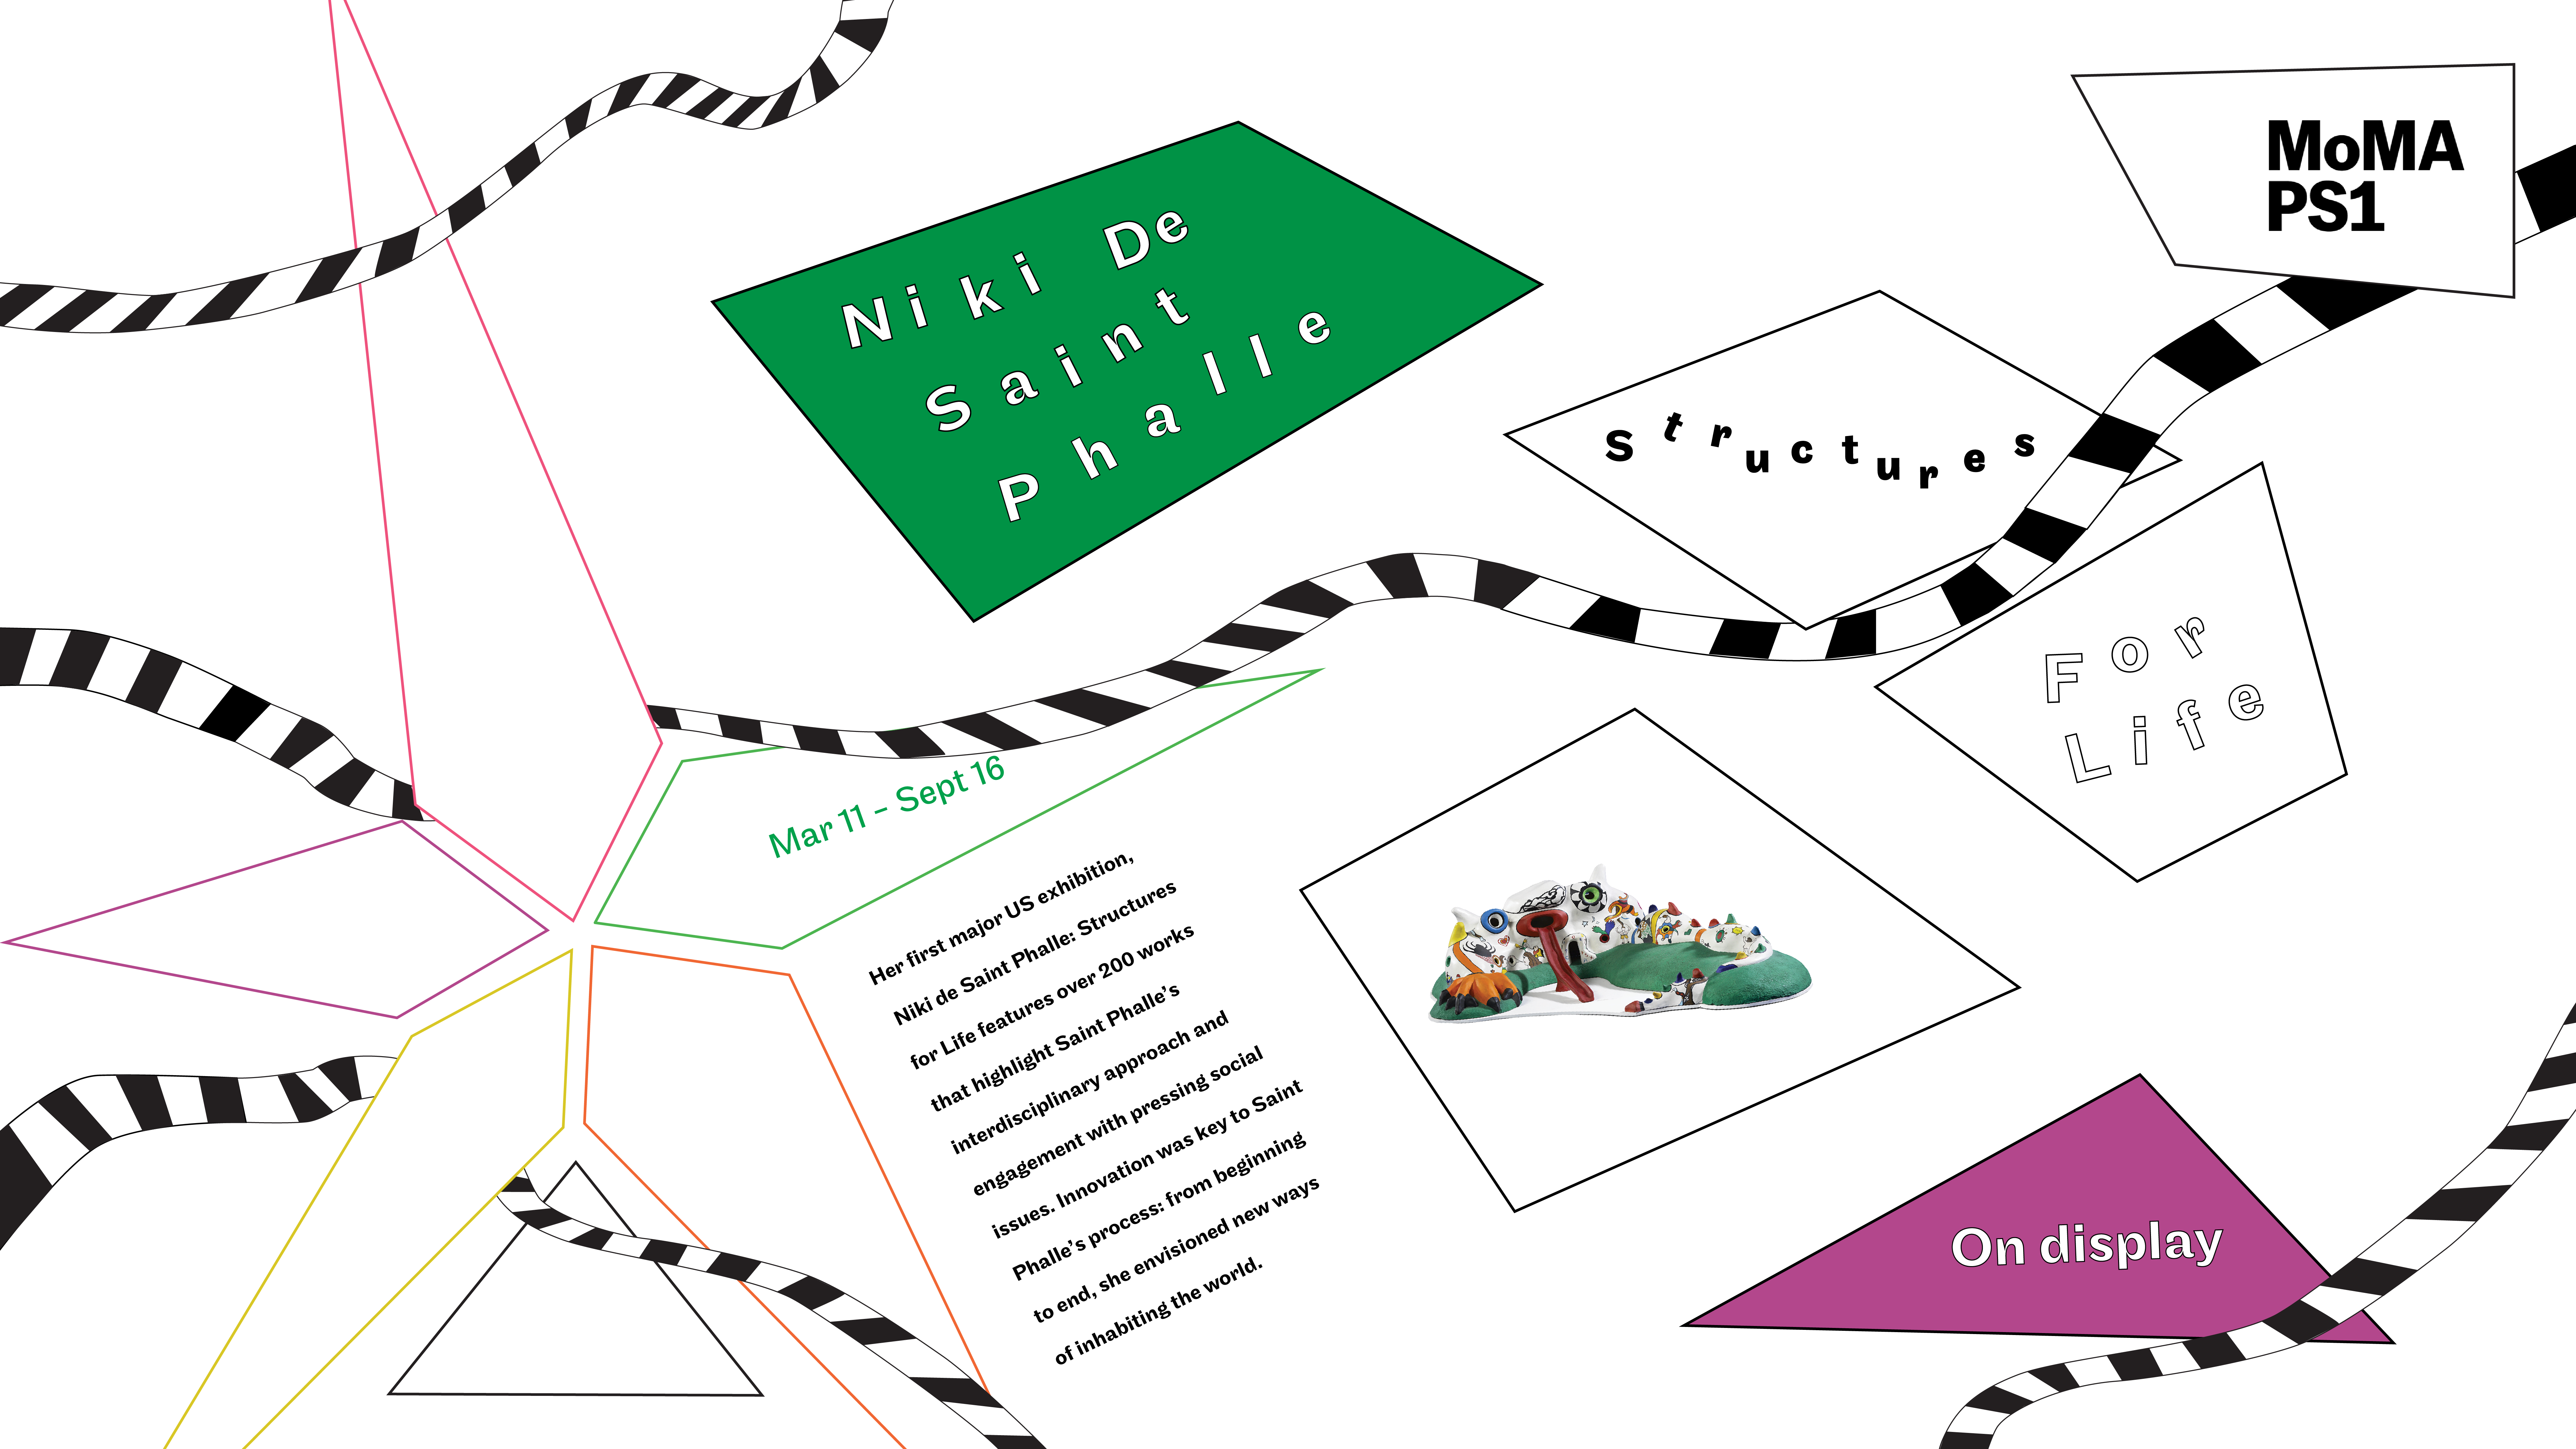 MoMA
PS1
Niki De
Saint
Phalle
Structures
For
Life
Mar 11 – Sept 16
Her first major US exhibition,
Niki de Saint Phalle: Structures
for Life features over 200 works
that highlight Saint Phalle’s
interdisciplinary approach and
engagement with pressing social
issues. Innovation was key to Saint
Phalle’s process: from beginning
to end, she envisioned new ways
of inhabiting the world.
On display